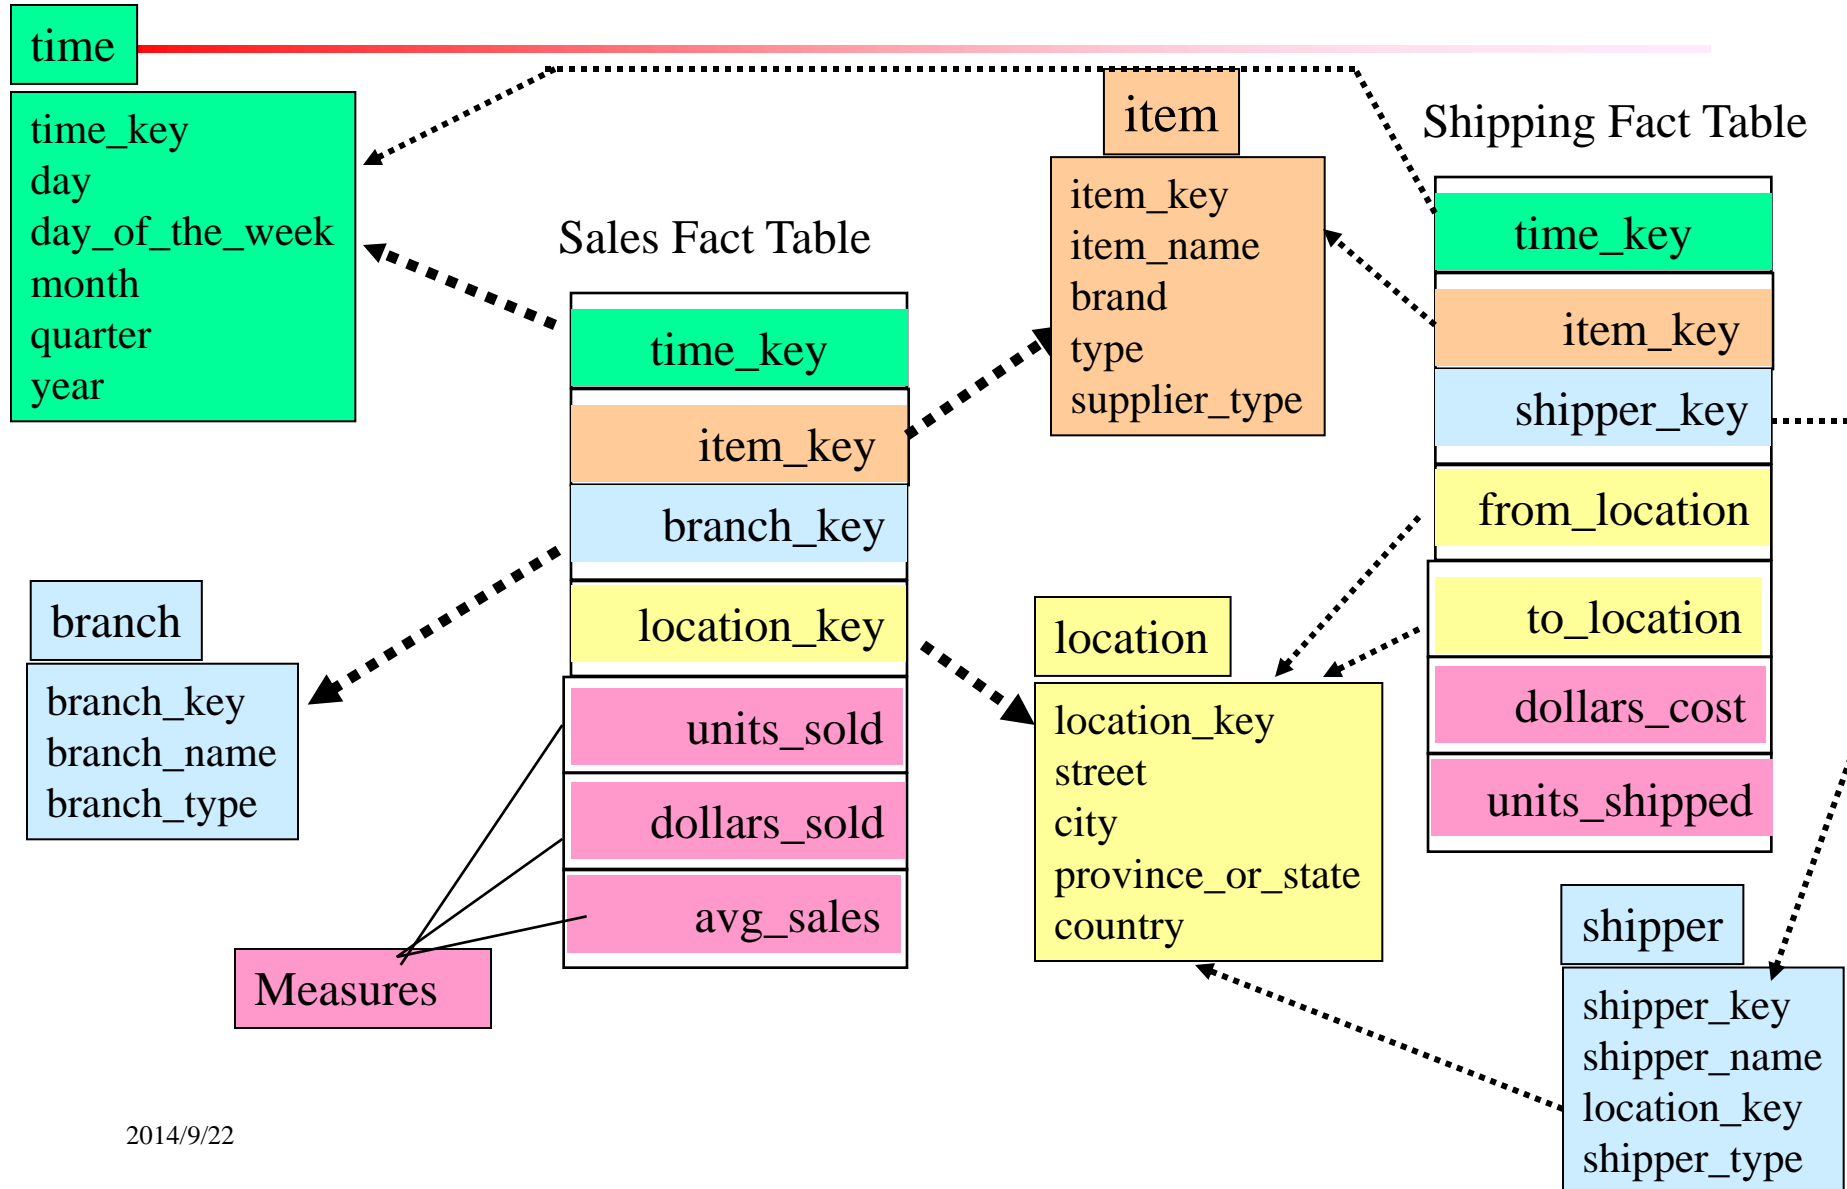 time
time_key
day
day_of_the_week
month
quarter
year
Sales Fact Table
time_key
item_key
branch_key
location_key
units_sold
dollars_sold
avg_sales
Measures
branch
branch_key
branch_name
branch_type
item
item_key
item_name
brand
type
supplier_type
location
location_key
street
city
province_or_state
country
Shipping Fact Table
time_key
item_key
shipper_key
from_location
to_location
dollars_cost
units_shipped
shipper
shipper_key
shipper_name
location_key
shipper_type
2014/9/22